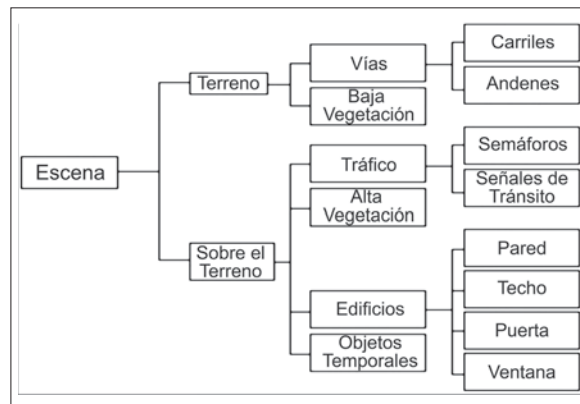 Escena
Terreno
Sobre el
Terreno
Vías
Baja
Vegetación
Tráfico
Alta
Vegetación
Edificios
Objetos
Temporales
Carriles
Andenes
Semáforos
Señales de
Tránsito
Pared
Techo
Puerta
Ventana